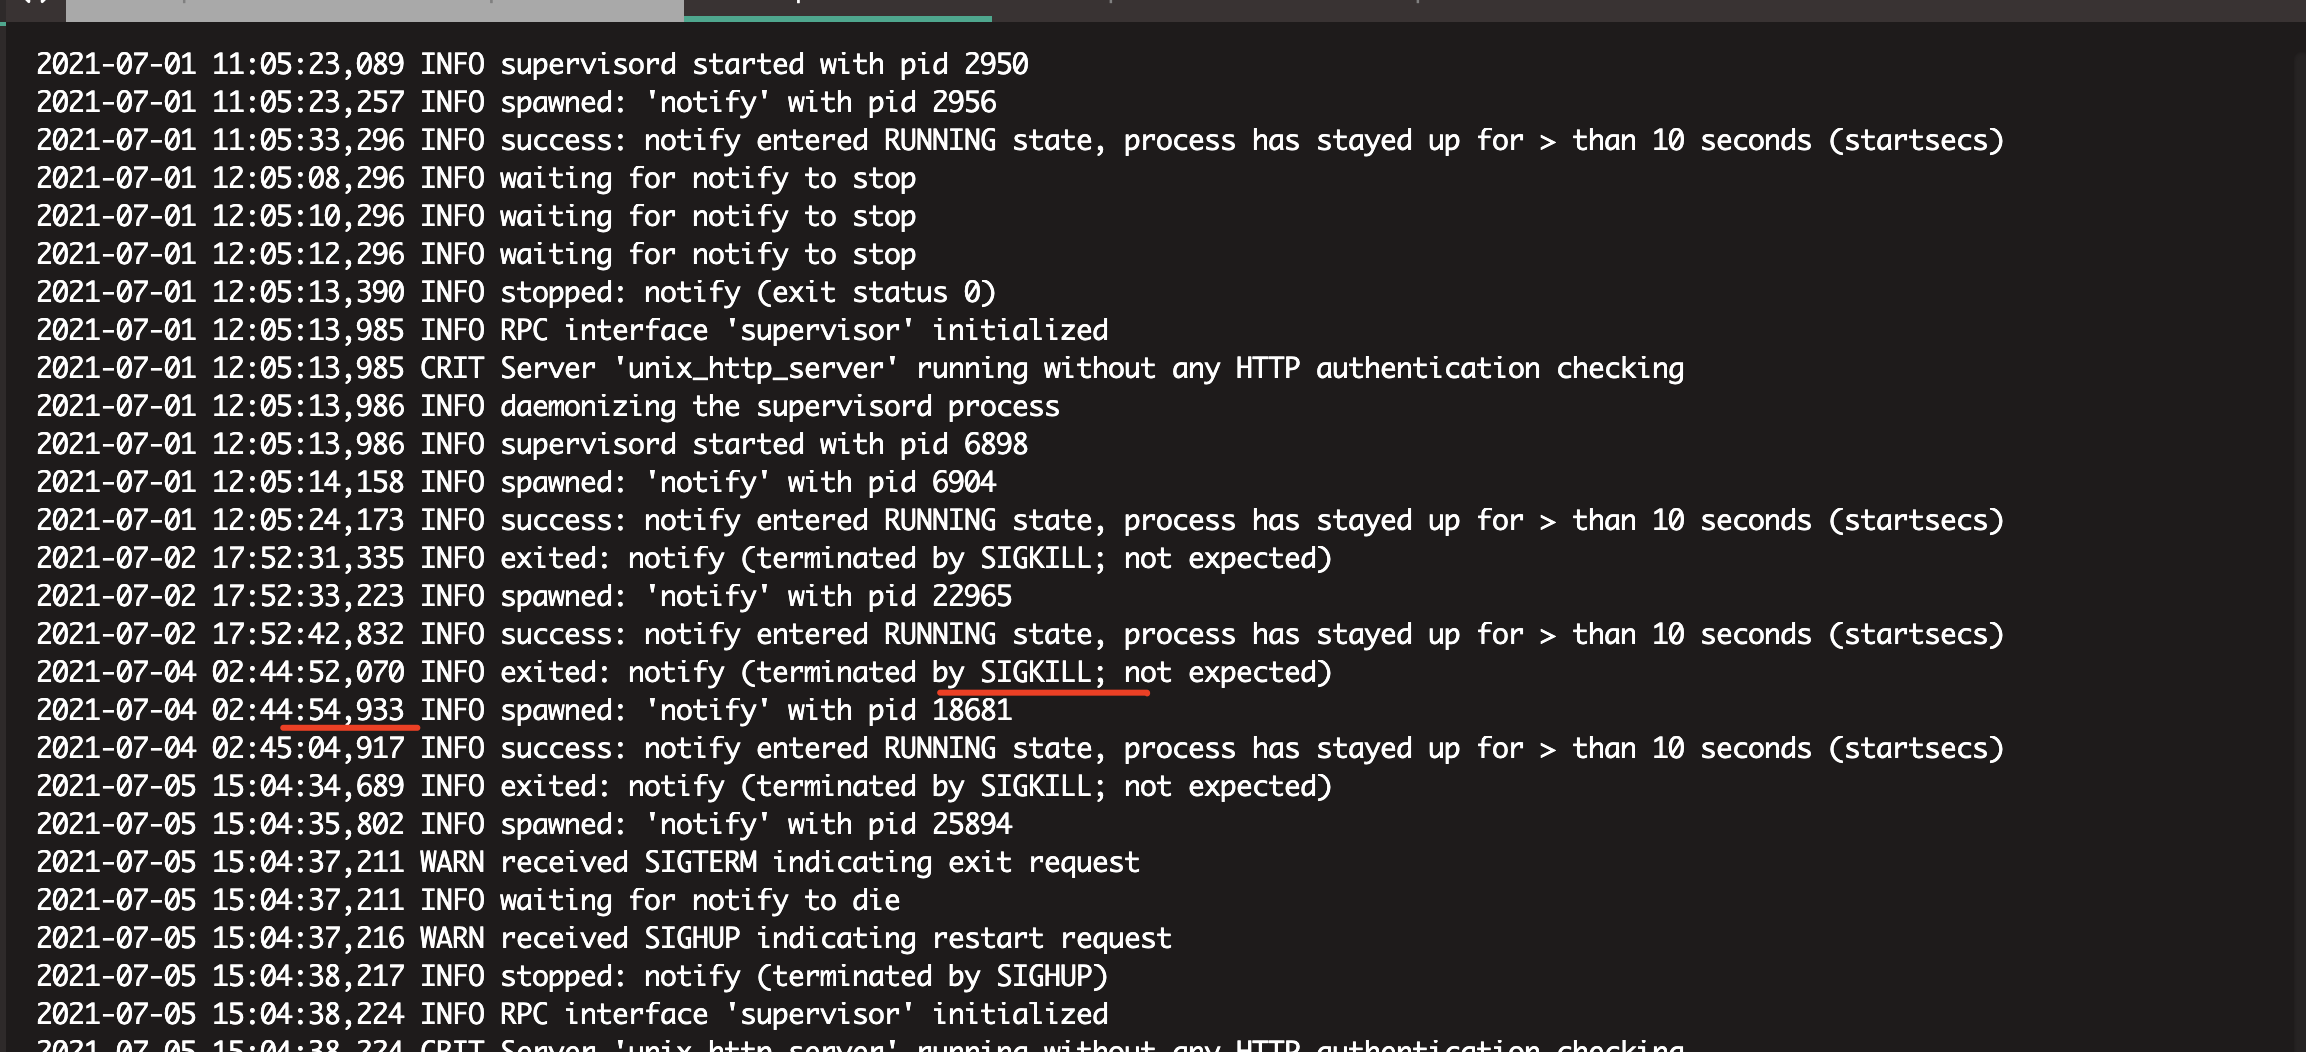 2021-07-01 11:05:23,089 INFO supervisord started with pid 2950
2021-07-01 11:05:23,257 INFO spawned: 'notify' with pid 2956
2021-07-01 11:05:33,296 INFO success: notify entered RUNNING state, process has stayed up for > than 10 seconds (startsecs)
2021-07-01 12:05:08,296 INFO waiting for notify to stop
2021-07-01 12:05:10,296 INFO waiting for notify to stop
2021-07-01 12:05:12,296 INFO waiting for notify to stop
2021-07-01 12:05:13,390 INFO stopped: notify (exit status 0)
2021-07-01 12:05:13,985 INFO RPC interface 'supervisor' initialized
2021-07-01 12:05:13,985 CRIT Server 'unix_http_server' running without any HTTP authentication checking
2021-07-01 12:05:13,986 INFO daemonizing the supervisord process
2021-07-01 12:05:13,986 INFO supervisord started with pid 6898
2021-07-01 12:05:14,158 INFO spawned: 'notify' with pid 6904
2021-07-01 12:05:24,173 INFO success: notify entered RUNNING state, process has stayed up for > than 10 seconds (startsecs)
2021-07-02 17:52:31,335 INFO exited: notify (terminated by SIGKILL; not expected)
2021-07-02 17:52:33,223 INFO spawned: 'notify' with pid 22965
2021-07-02 17:52:42,832 INFO success: notify entered RUNNING state, process has stayed up for > than 10 seconds (startsecs)
2021-07-04 02:44:52,070 INFO exited: notify (terminated by SIGKILL; not expected)
2021-07-04 02:44:54,933 INFO spawned: 'notify' with pid 18681
2021-07-04 02:45:04,917 INFO success: notify entered RUNNING state, process has stayed up for > than 10 seconds (startsecs)
2021-07-05 15:04:34,689 INFO exited: notify (terminated by SIGKILL; not expected)
2021-07-05 15:04:35,802 INFO spawned: 'notify' with pid 25894
2021-07-05 15:04:37,211 WARN received SIGTERM indicating exit request
2021-07-05 15:04:37,211 INFO waiting for notify to die
2021-07-05 15:04:37,216 WARN received SIGHUP indicating restart request
2021-07-05 15:04:38,217 INFO stopped: notify (terminated by SIGHUP)
2021-07-05 15:04:38,224 INFO RPC interface 'supervisor' initialized
2021-07-05 15:04:38,224 CRIT Server 'unix_http_server' running without any HTTP authentication checking